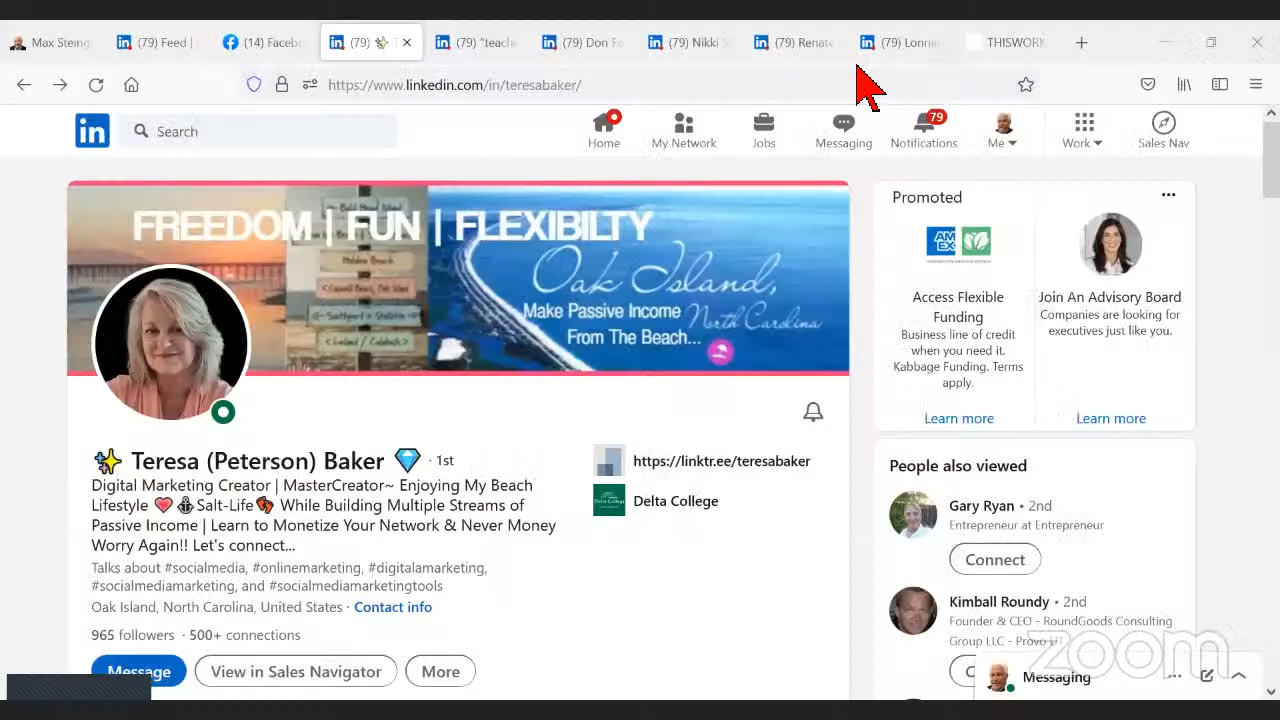 Max Steing
(79) Feed |
(14) Facebo
(79) ✨ T
(79) "teache
(79) Don Fe
(79) Nikki S
(79) Renate
(79) Lonnie
THISWORK
https://www.linkedin.com/in/teresabaker/
in
Search
Home
My Network
Jobs
Messaging
79
Notifications
Me
Work
Sales Nav
FREEDOM | FUN | FLEXIBILTY
Oak Island,
Make Passive Income North Carolina
From The Beach...
Promoted
AM
EX
Access Flexible
Funding
Business line of credit
when you need it.
Kabbage Funding. Terms
apply.
Learn more
Join An Advisory Board
Companies are looking for
executives just like you.
Learn more
✨ Teresa (Peterson) Baker 💎 · 1st
Digital Marketing Creator | MasterCreator~ Enjoying My Beach
Lifestyle ❤️⚓Salt-Life👣 While Building Multiple Streams of
Passive Income | Learn to Monetize Your Network & Never Money
Worry Again!! Let's connect...
Talks about #socialmedia, #onlinemarketing, #digitalmarketing,
#socialmediamarketing, and #socialmediamarketingtools
Oak Island, North Carolina, United States · Contact info
965 followers · 500+ connections
Message
View in Sales Navigator
More
https://linktr.ee/teresabaker
Delta College
People also viewed
Gary Ryan • 2nd
Entrepreneur at Entrepreneur
Connect
Kimball Roundy • 2nd
Founder & CEO - RoundGoods Consulting
Group LLC - Provo UT
zoom
Messaging